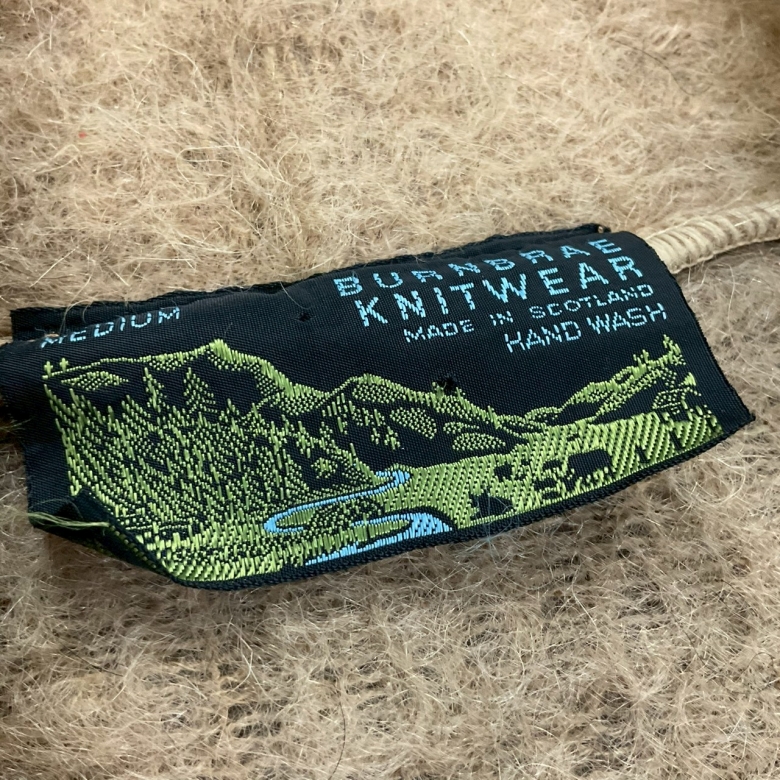 MEDIUM
BURNBRAE
KNITWEAR
MADE IN SCOTLAND
HAND WASH